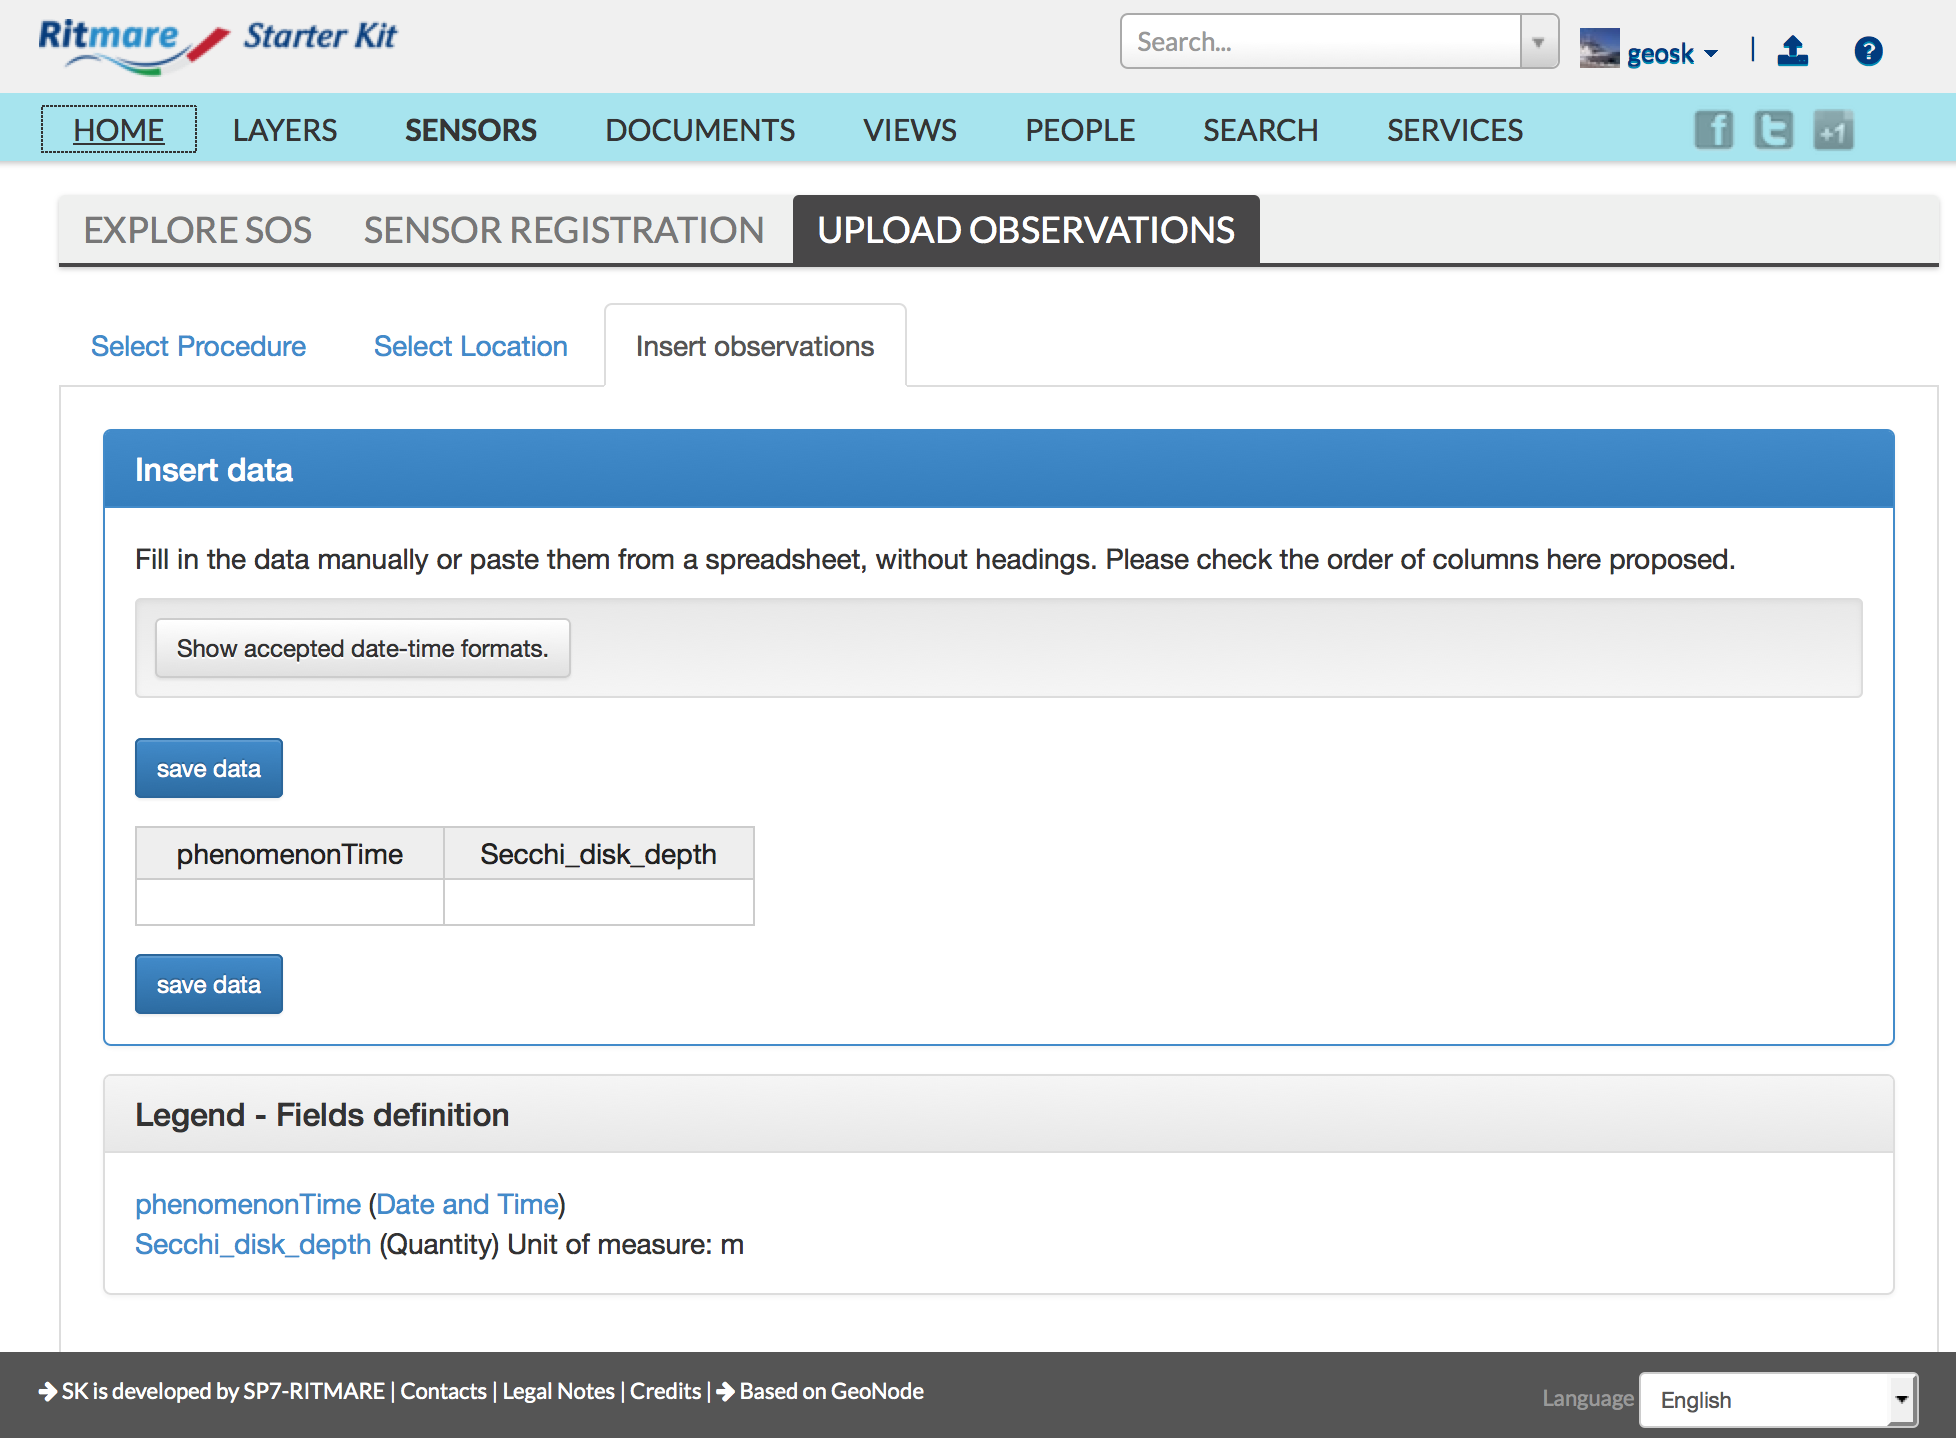 Ritmare Starter Kit
Search...
geosk
|
?
HOME LAYERS SENSORS DOCUMENTS VIEWS PEOPLE SEARCH SERVICES
f t +1
EXPLORE SOS SENSOR REGISTRATION UPLOAD OBSERVATIONS
Select Procedure Select Location Insert observations
Insert data
Fill in the data manually or paste them from a spreadsheet, without headings. Please check the order of columns here proposed.
Show accepted date-time formats.
save data
phenomenonTime Secchi_disk_depth
save data
Legend - Fields definition
phenomenonTime (Date and Time)
Secchi_disk_depth (Quantity) Unit of measure: m
SK is developed by SP7-RITMARE | Contacts | Legal Notes | Credits | Based on GeoNode
Language English